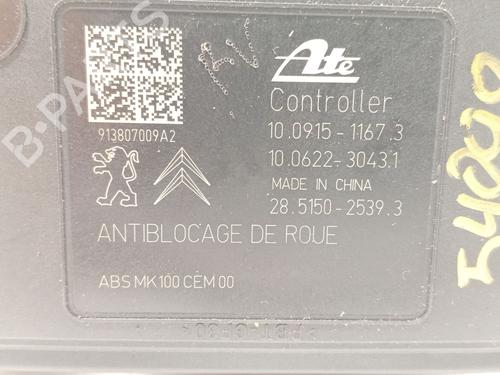 Ate
Controller
913807009A2
10.0915-1167.3
10.0622-3043.1
MADE IN CHINA
28.5150-2539.3
ANTIBLOCAGE DE ROUE
ABS MK100 CEM 00
B-PARTS